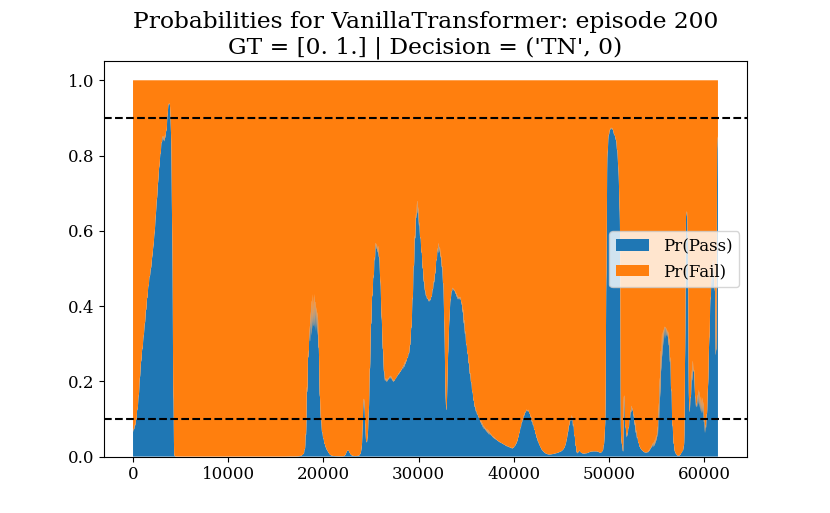 Probabilities for VanillaTransformer: episode 200
GT = [0. 1.] | Decision = ('TN', 0)
1.0
0.8
0.6
0.4
0.2
0.0
Pr(Pass)
Pr(Fail)
0 10000 20000 30000 40000 50000 60000